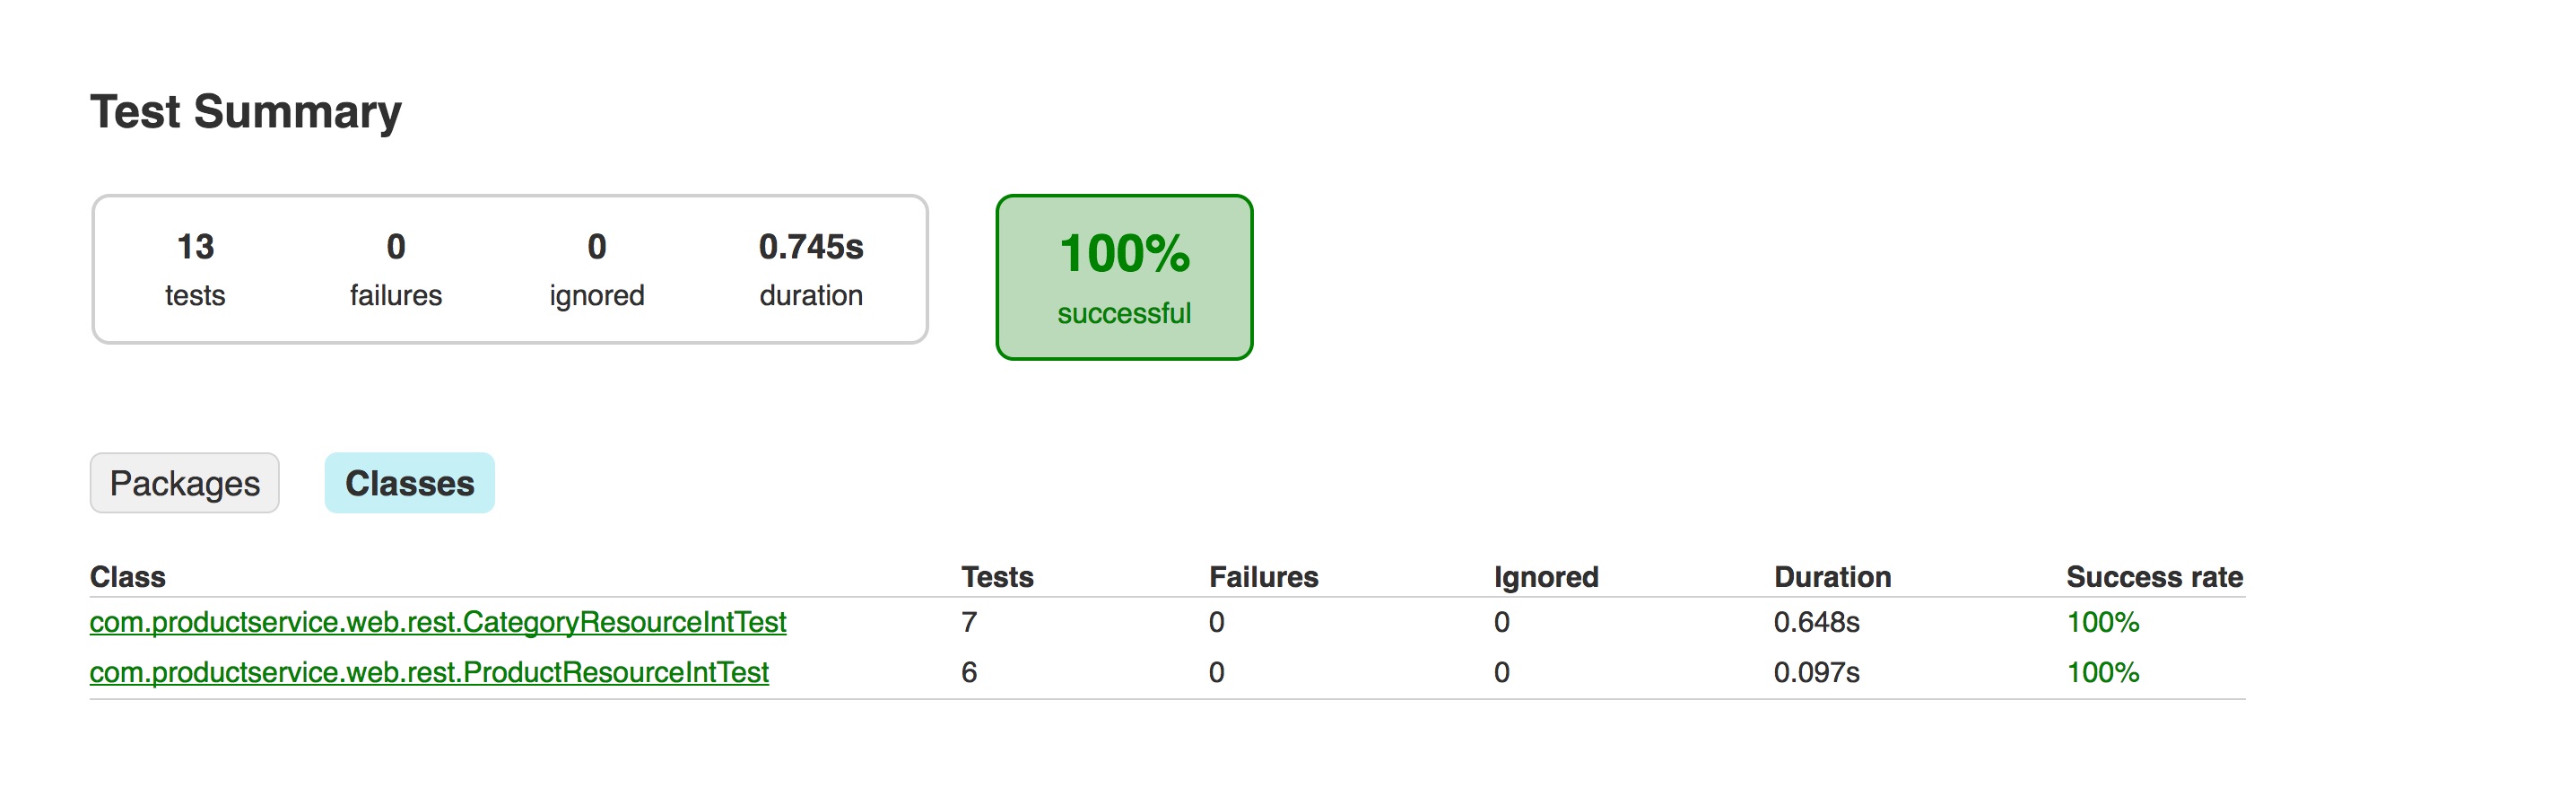 Test Summary
13 0 0 0.745s
tests failures ignored duration
100%
successful
Packages Classes
Class Tests Failures Ignored Duration Success rate
com.productservice.web.rest.CategoryResourceIntTest 7 0 0 0.648s 100%
com.productservice.web.rest.ProductResourceIntTest 6 0 0 0.097s 100%